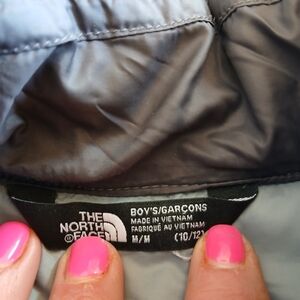 THE
NORTH
FACE
BOY'S/GARÇONS
MADE IN VIETNAM
FABRIQUÉ AU VIETNAM
M/M (10/12)